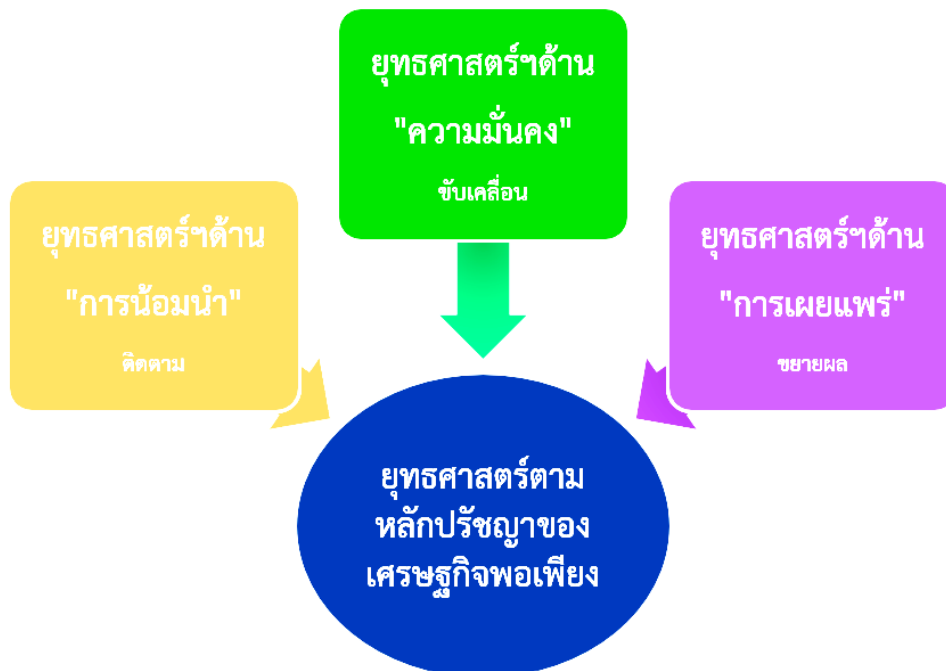 ยุทธศาสตร์ฯด้าน
"ความมั่นคง"
ขับเคลื่อน
ยุทธศาสตร์ฯด้าน
"การน้อมนำ"
ติดตาม
ยุทธศาสตร์ฯด้าน
"การเผยแพร่"
ขยายผล
ยุทธศาสตร์ตาม
หลักปรัชญาของ
เศรษฐกิจพอเพียง